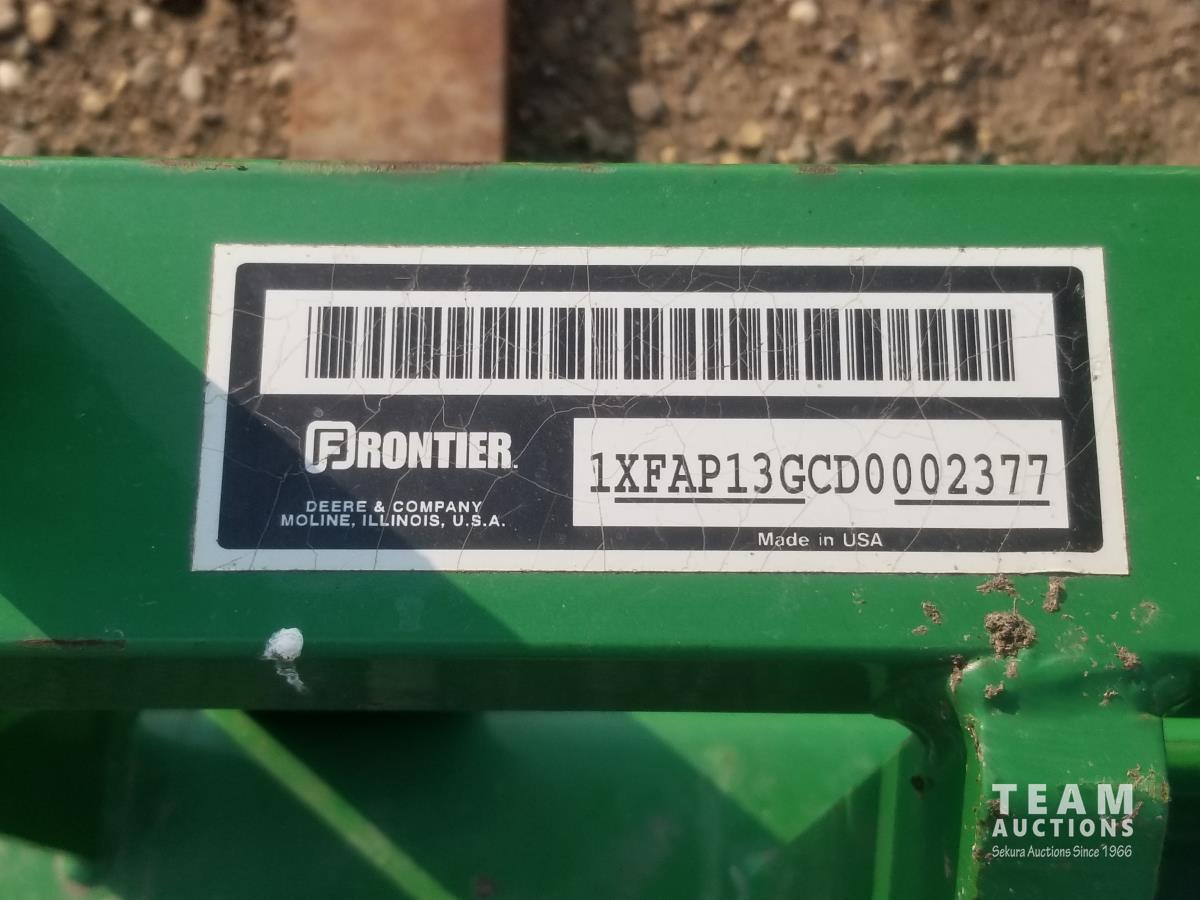 FRONTIER.
DEERE & COMPANY
MOLINE, ILLINOIS, U.S.A.
1XFAP13GCD0002377
Made in USA
TEAM
AUCTIONS
Sekura Auctions Since 1966